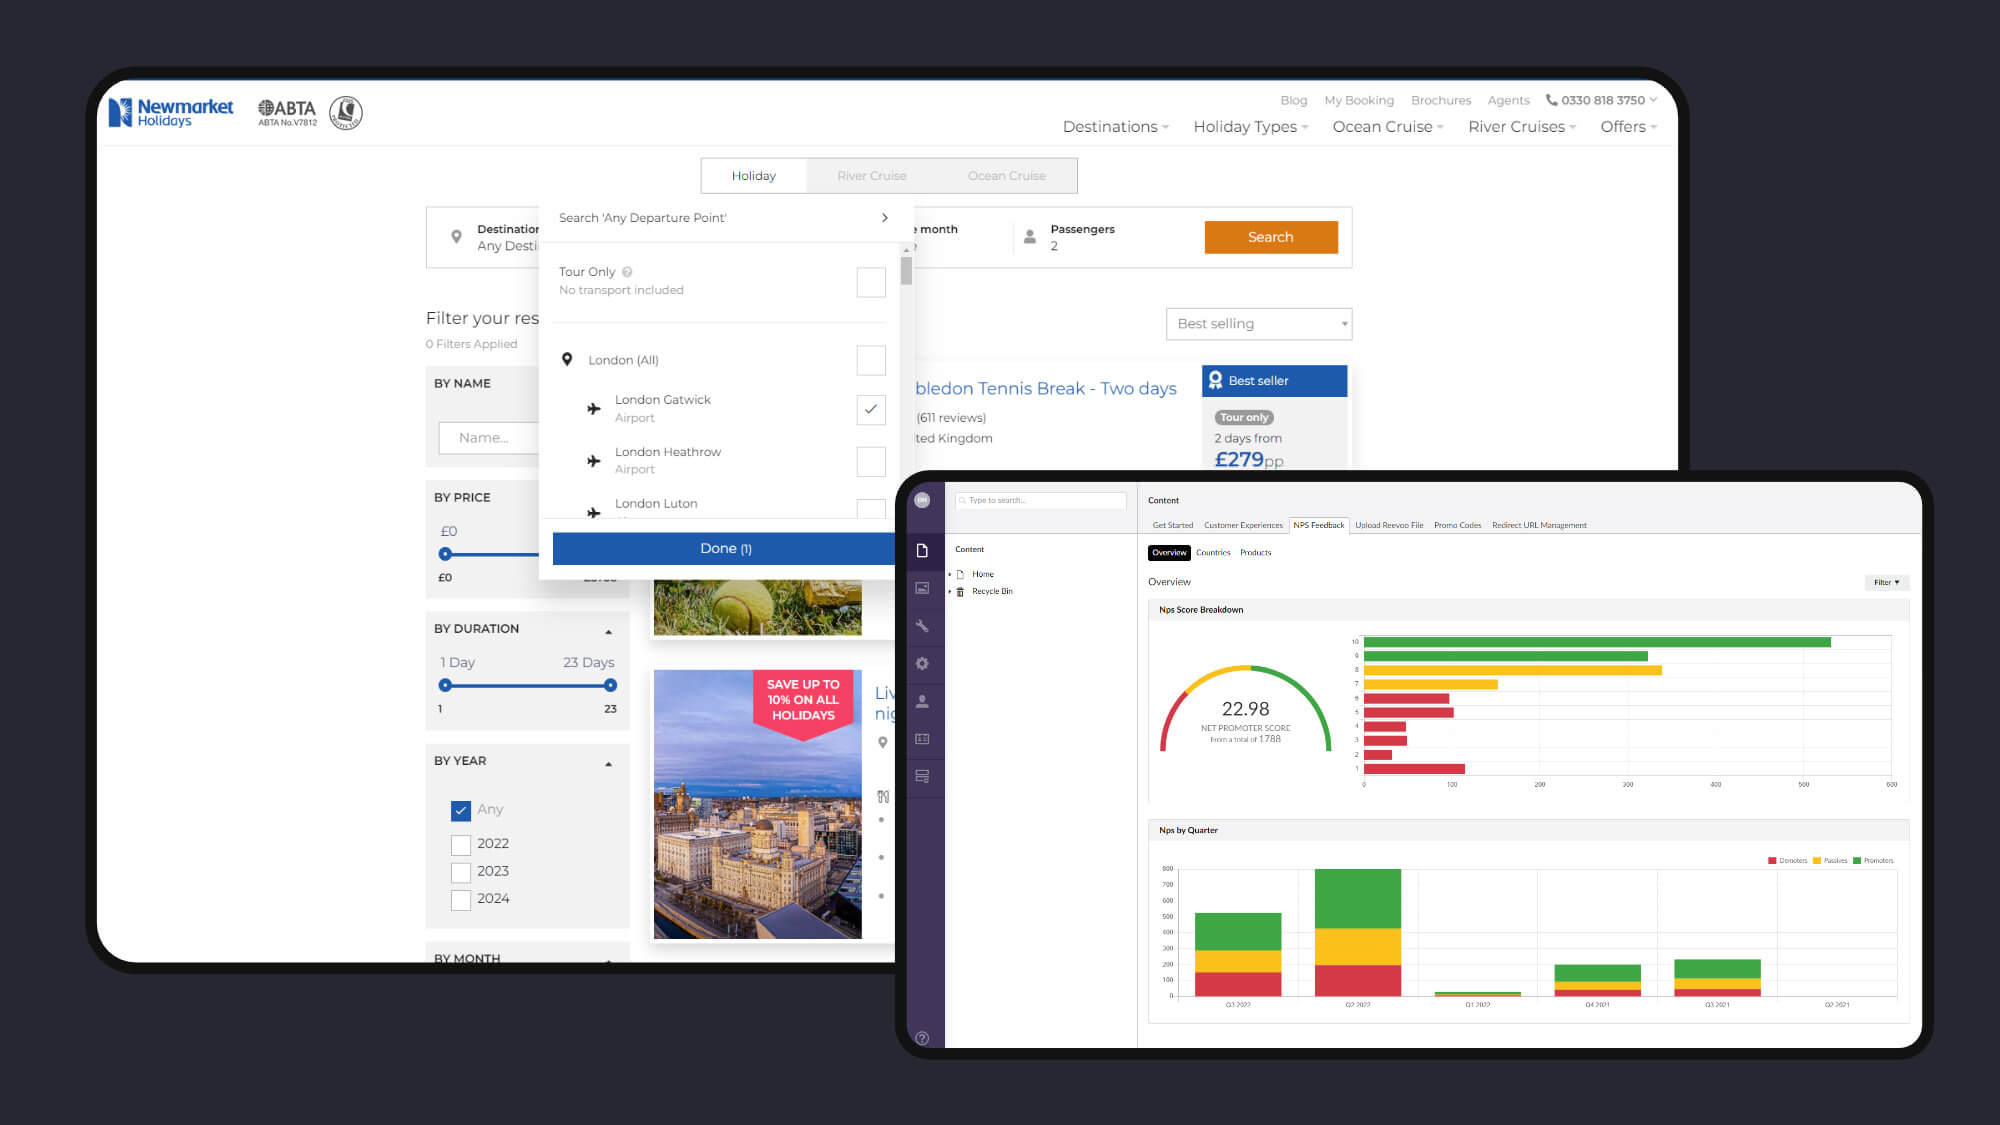 Newmarket
Holidays
ABTA
ABTA No.V7812
Blog My Booking Brochures Agents 0330 818 3750
Destinations Holiday Types Ocean Cruise River Cruises Offers
Holiday River Cruise Ocean Cruise
Search 'Any Departure Point'
Destination
Any Desti
e month
Passengers
2
Search
Tour Only
No transport included
London (All)
London Gatwick
Airport
London Heathrow
Airport
London Luton
Done (1)
Filter your res
0 Filters Applied
Best selling
BY NAME
Name...
BY PRICE
£0
£0
BY DURATION
1 Day 23 Days
1 23
BY YEAR
Any
2022
2023
2024
BY MONTH
bledon Tennis Break - Two days
(611 reviews)
ted Kingdom
Best seller
Tour only
2 days from
£279pp
SAVE UP TO
10% ON ALL
HOLIDAYS
Liv
nig
Type to search...
Content
Home
Recycle Bin
Content
Get Started Customer Experiences NPS Feedback Upload Reevoo File Promo Codes Redirect URL Management
Overview Countries Products
Overview
Filter
Nps Score Breakdown
22.98
NET PROMOTER SCORE
From a total of 1788
10
9
8
7
6
5
4
3
2
1
0 100 200 300 400 500 600
Nps by Quarter
Demoters Passives Promoters
800
700
600
500
400
300
200
100
0
Q3 2022 Q2 2022 Q1 2022 Q4 2021 Q3 2021 Q2 2021